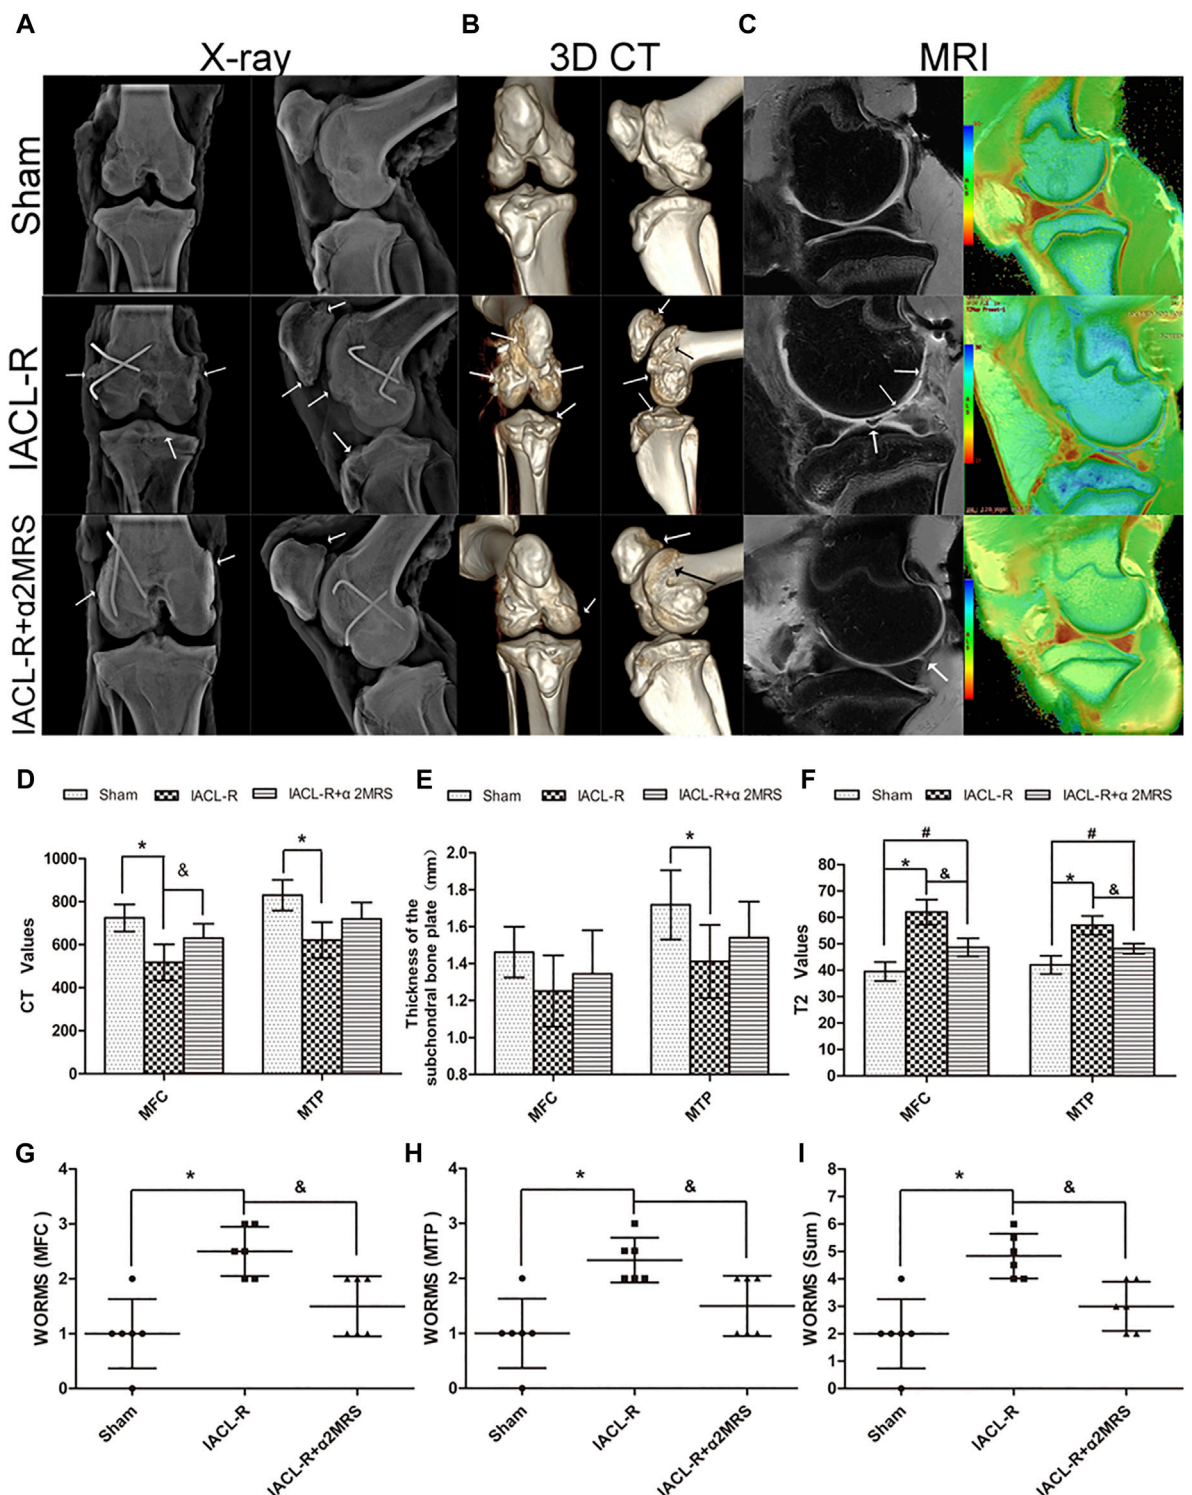 A B C
X-ray 3D CT MRI
Sham
IACL-R
IACL-R+α2MRS
D Sham IACL-R IACL-R+α 2MRS
CT Values
1000
800
600
400
200
0
* & *
MFC MTP
E Sham IACL-R IACL-R+α 2MRS
Thickness of the
subchondral bone plate (mm)
2.0
1.8
1.6
1.4
1.2
1.0
0.8
*
MFC MTP
F Sham IACL-R IACL-R+α 2MRS
T2 Values
80
70
60
50
40
30
20
10
0
# #
* & * &
MFC MTP
G
WORMS (MFC )
4
3
2
1
0
* &
Sham IACL-R IACL-R+α2MRS
H
WORMS (MTP)
4
3
2
1
0
* &
Sham IACL-R IACL-R+α2MRS
I
WORMS (Sum)
8
7
6
5
4
3
2
1
0
* &
Sham IACL-R IACL-R+α2MRS